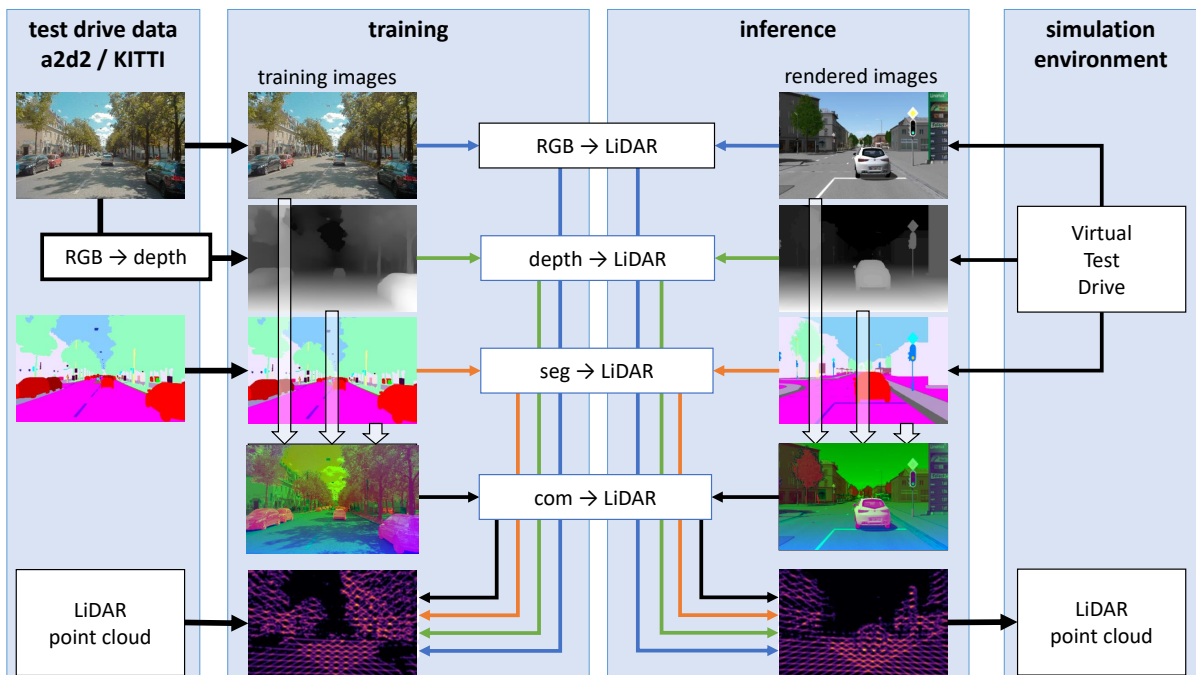 test drive data
a2d2 / KITTI
training
inference
simulation
environment
training images
rendered images
RGB → LiDAR
RGB → depth
depth → LiDAR
Virtual
Test
Drive
seg → LiDAR
com → LiDAR
LiDAR
point cloud
LiDAR
point cloud